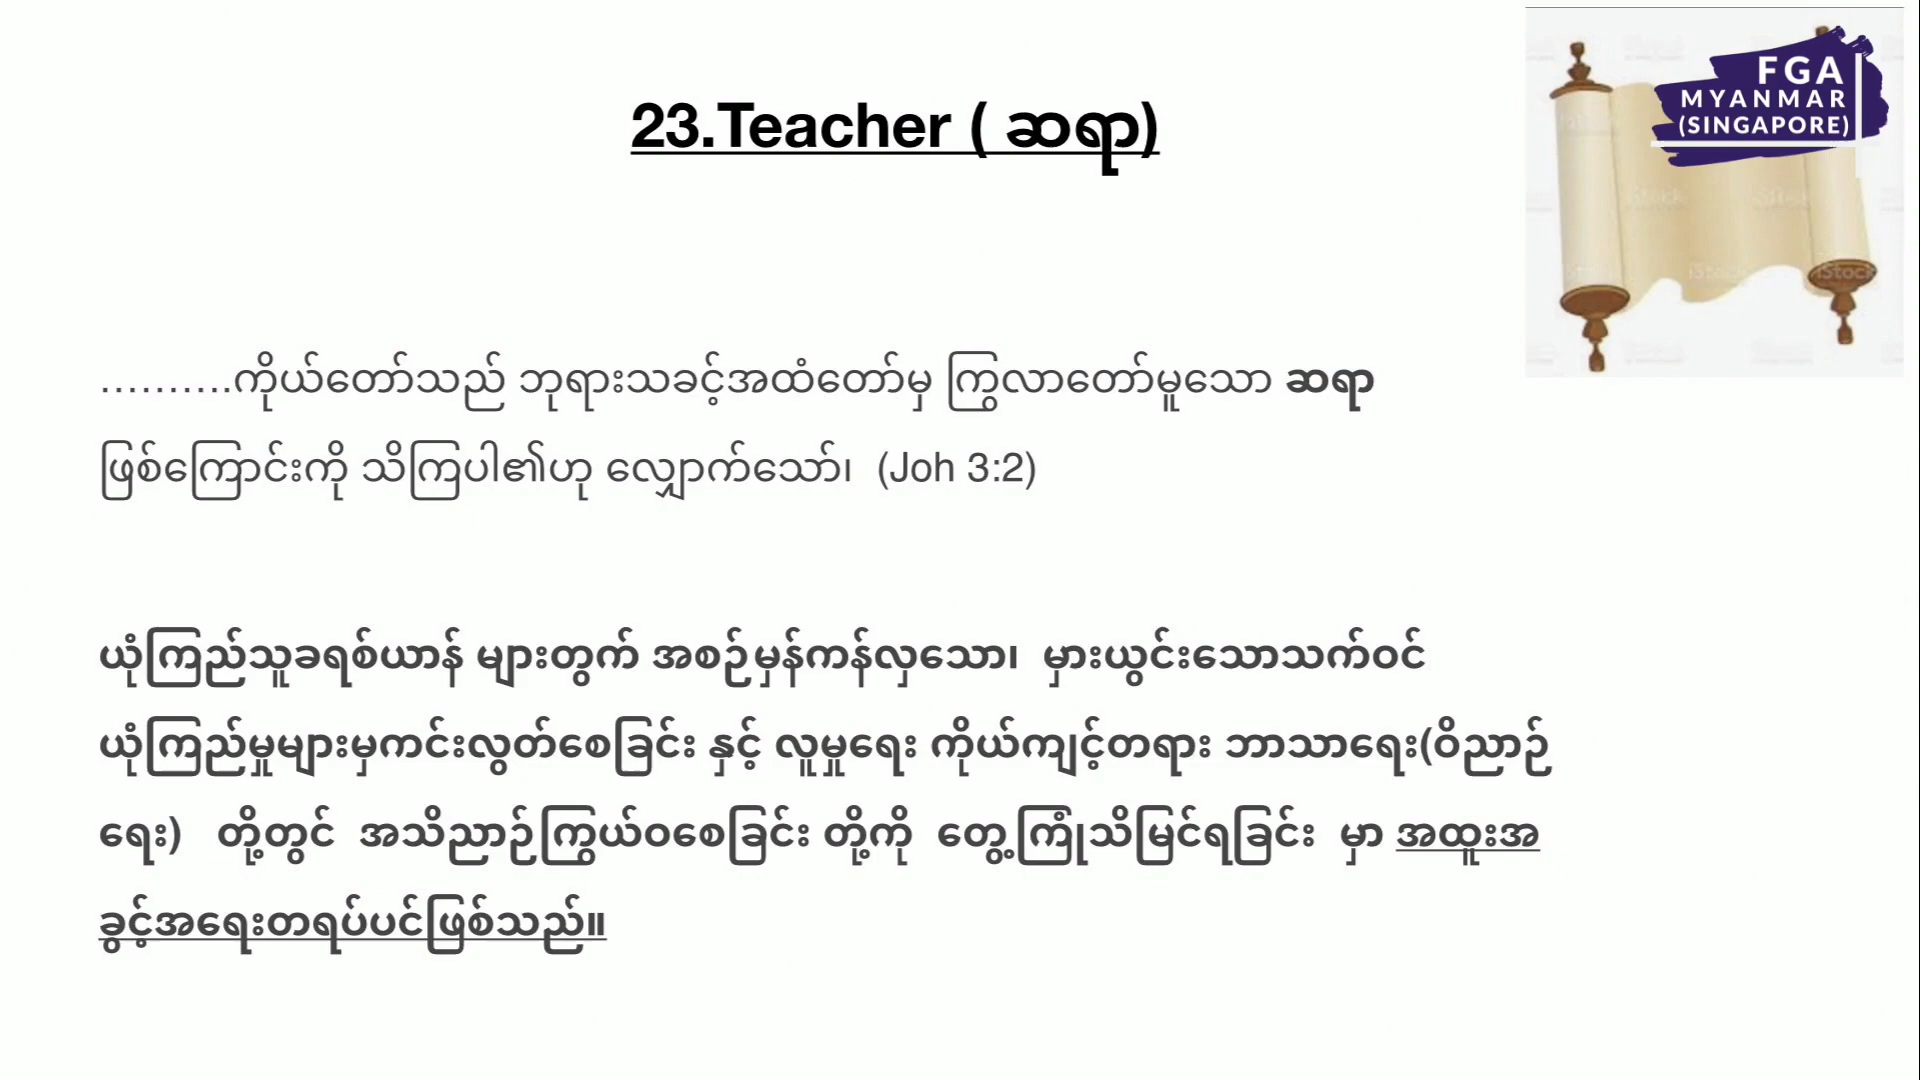 FGA
MYANMAR
(SINGAPORE)
23.Teacher ( ဆရာ)
..........ကိုယ်တော်သည် ဘုရားသခင့်အထံတော်မှ ကြွလာတော်မူသော ဆရာ
ဖြစ်ကြောင်းကို သိကြပါ၏ဟု လျှောက်သော်၊ (Joh 3:2)
ယုံကြည်သူခရစ်ယာန် များတွက် အစဉ်မှန်ကန်လှသော၊ မှားယွင်းသောသက်ဝင်
ယုံကြည်မှုများမှကင်းလွတ်စေခြင်း နှင့် လူမှုရေး ကိုယ်ကျင့်တရား ဘာသာရေး(ဝိညာဉ်
ရေး) တို့တွင် အသိညာဉ်ကြွယ်ဝစေခြင်း တို့ကို တွေ့ကြုံသိမြင်ရခြင်း မှာ အထူးအ
ခွင့်အရေးတရပ်ပင်ဖြစ်သည်။
iStock
iStock